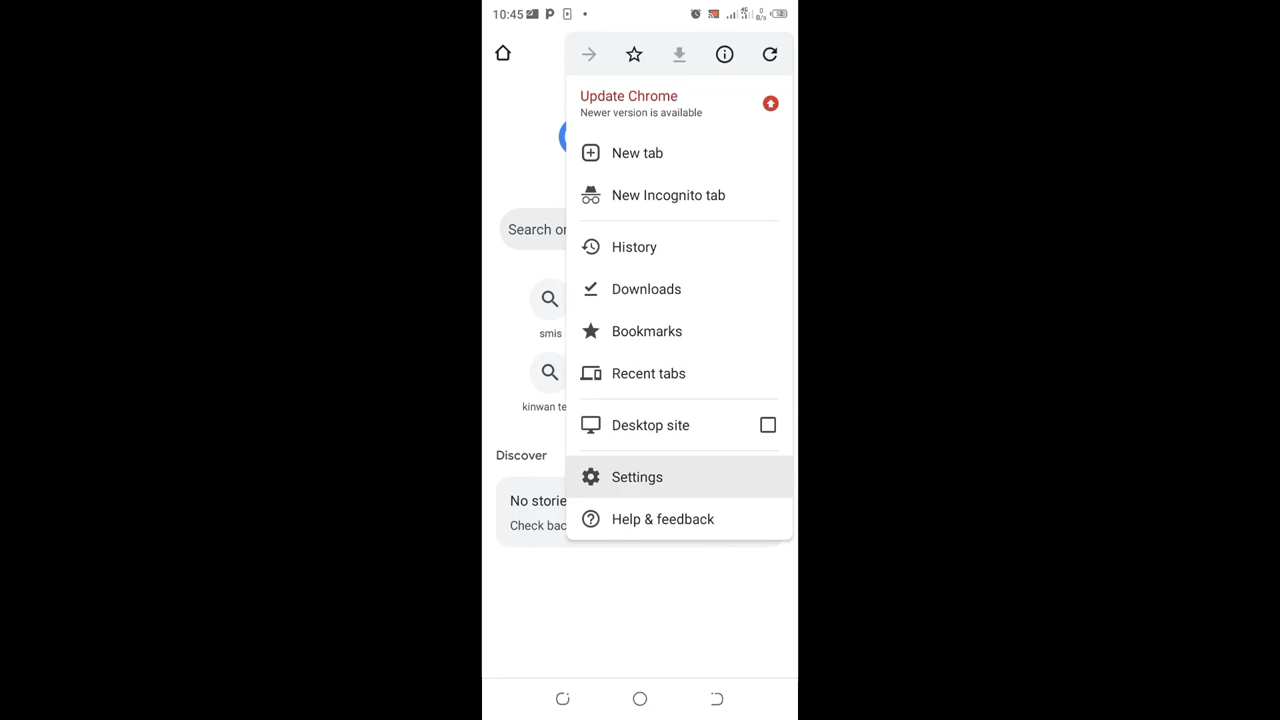 10:45
Update Chrome
Newer version is available
New tab
New Incognito tab
Search or
History
Downloads
smis
Bookmarks
Recent tabs
kinwan te
Desktop site
Discover
Settings
No storie
Help & feedback
Check bac